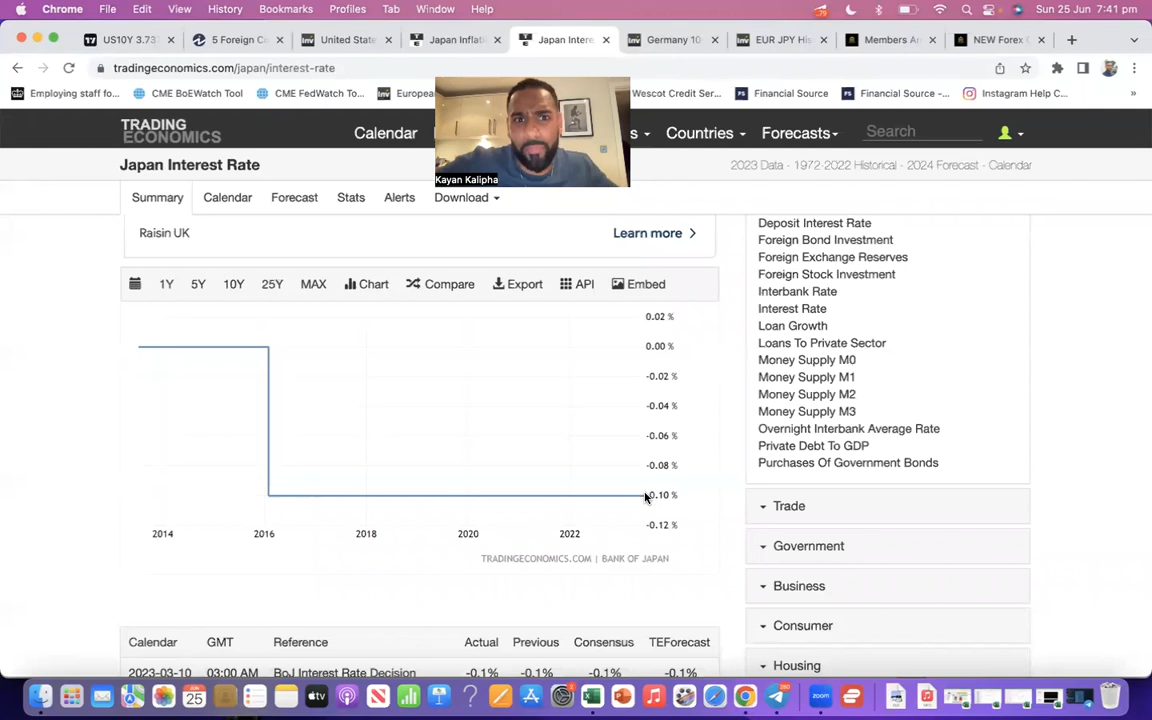 Chrome File Edit View History Bookmarks Profiles Tab Window Help Sun 25 Jun 7:41 pm
US10Y 3.737 5 Foreign Ca United State Japan Inflati Japan Intere Germany 10 EUR JPY His Members Ar NEW Forex C
tradingeconomics.com/japan/interest-rate
Employing staff fo... CME BoEWatch Tool CME FedWatch To... European Wescot Credit Ser... Financial Source Financial Source -... Instagram Help C...
TRADING
ECONOMICS
Calendar s Countries Forecasts Search
Kayan Kalipha
Japan Interest Rate
2023 Data - 1972-2022 Historical - 2024 Forecast - Calendar
Summary Calendar Forecast Stats Alerts Download
Raisin UK Learn more
1Y 5Y 10Y 25Y MAX Chart Compare Export API Embed
0.02 %
0.00 %
-0.02 %
-0.04 %
-0.06 %
-0.08 %
0.10 %
-0.12 %
2014 2016 2018 2020 2022
TRADINGECONOMICS.COM | BANK OF JAPAN
Calendar GMT Reference Actual Previous Consensus TEForecast
2023-03-10 03:00 AM BoJ Interest Rate Decision -0.1% -0.1% -0.1% -0.1%
Deposit Interest Rate
Foreign Bond Investment
Foreign Exchange Reserves
Foreign Stock Investment
Interbank Rate
Interest Rate
Loan Growth
Loans To Private Sector
Money Supply M0
Money Supply M1
Money Supply M2
Money Supply M3
Overnight Interbank Average Rate
Private Debt To GDP
Purchases Of Government Bonds
Trade
Government
Business
Consumer
Housing